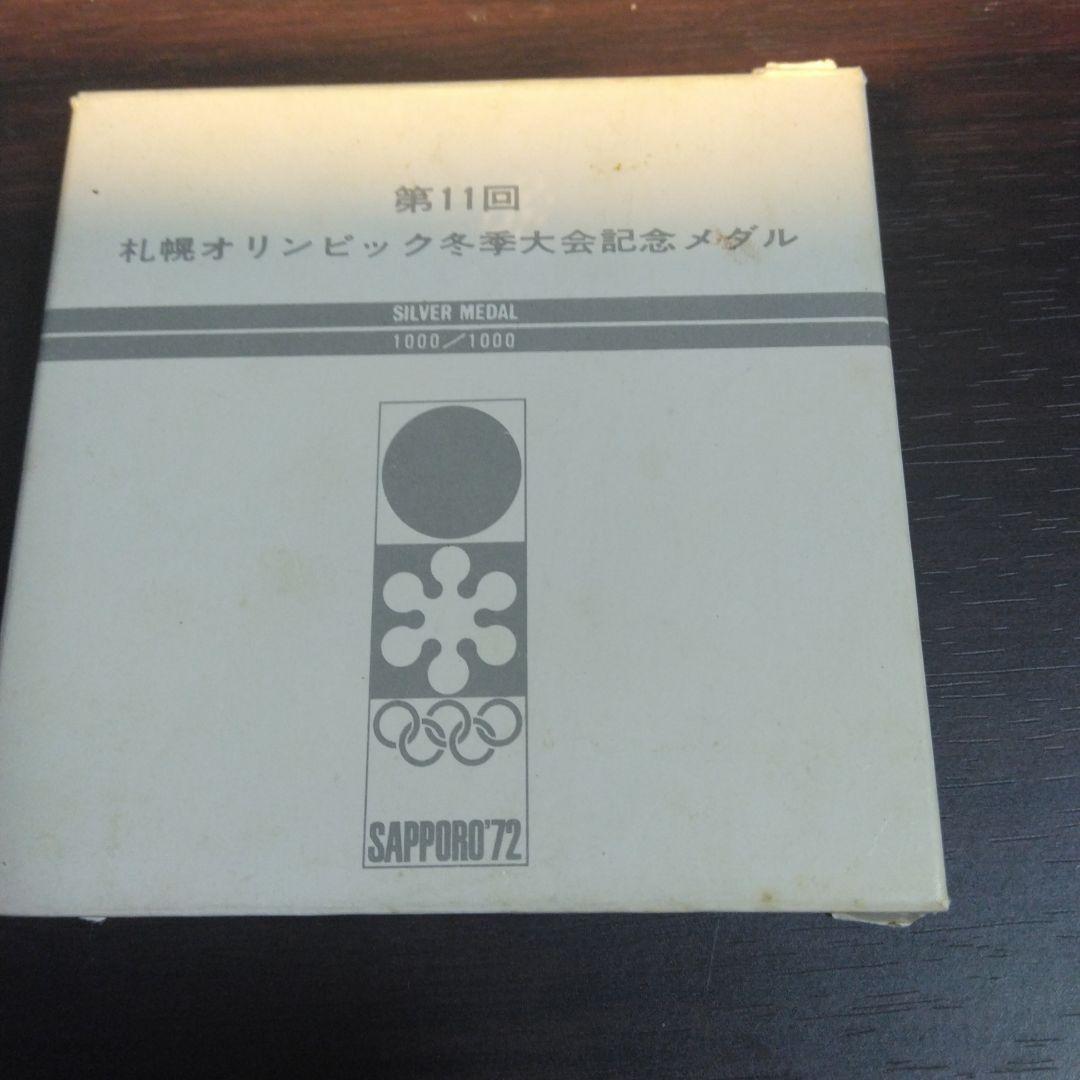 第11回
札幌オリンピック冬季大会記念メダル
SILVER MEDAL
1000/1000
SAPPORO'72